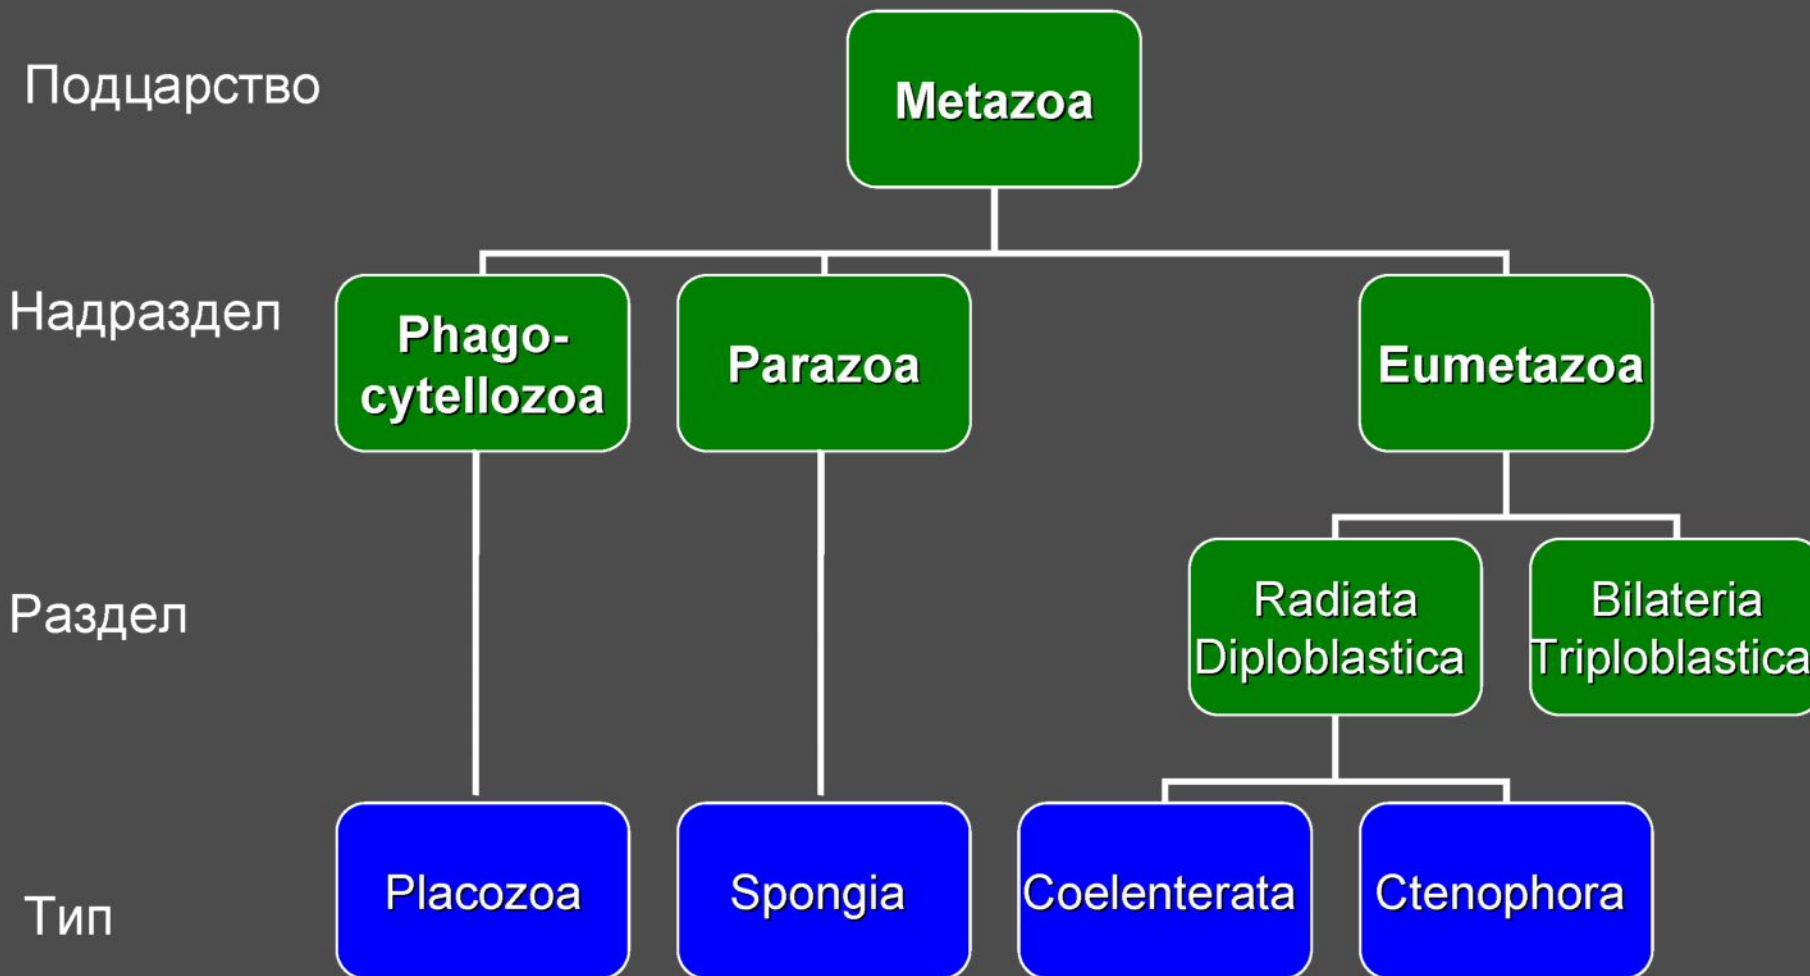 Подцарство
Metazoa
Надраздел
Phago-
cytellozoa
Parazoa
Eumetazoa
Раздел
Radiata
Diploblastica
Bilateria
Triploblastica
Тип
Placozoa
Spongia
Coelenterata
Ctenophora